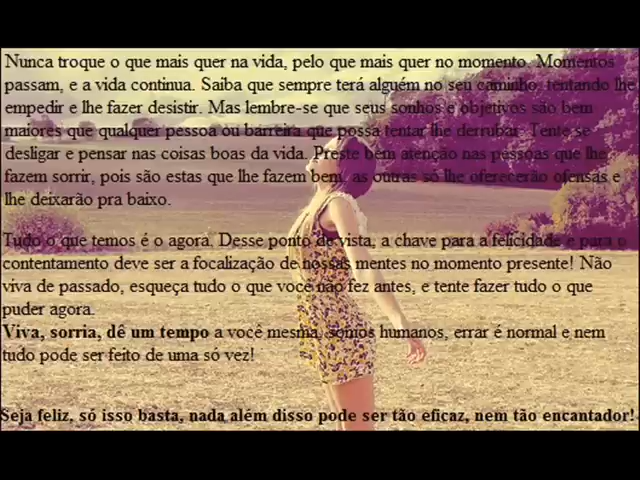 Nunca troque o que mais quer na vida, pelo que mais quer no momento. Momentos
passam, e a vida continua. Saiba que sempre terá alguém no seu caminho, tentando lhe
empedir e lhe fazer desistir. Mas lembre-se que seus sonhos e objetivos são bem
maiores que qualquer pessoa ou barreira que possa tentar lhe derrubar. Tente se
desligar e pensar nas coisas boas da vida. Preste bem atenção nas pessoas que lhe
fazem sorrir, pois são estas que lhe fazem bem, as outras só lhe oferecerão ofensas e
lhe deixarão pra baixo.
Tudo o que temos é o agora. Desse ponto de vista, a chave para a felicidade e para o
contentamento deve ser a focalização de nossas mentes no momento presente! Não
viva de passado, esqueça tudo o que você não fez antes, e tente fazer tudo o que
puder agora.
Viva, sorria, dê um tempo a você mesma, somos humanos, errar é normal e nem
tudo pode ser feito de uma só vez!
Seja feliz, só isso basta, nada além disso pode ser tão eficaz, nem tão encantador!